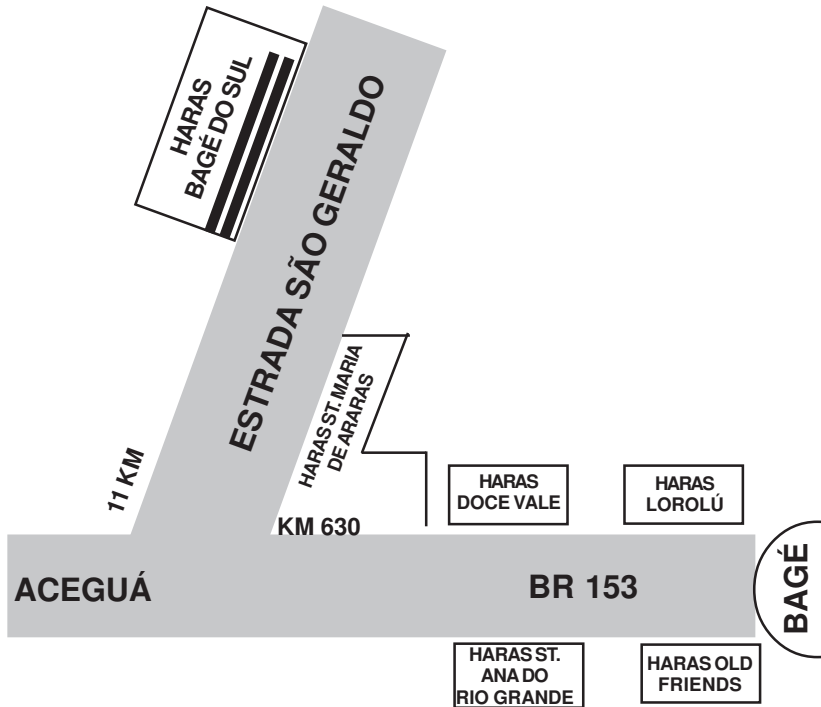 HARAS
BAGÉ DO SUL
ESTRADA SÃO GERALDO
HARAS ST. MARIA
DE ARARAS
11 KM
KM 630
HARAS
DOCE VALE
HARAS
LOROLÚ
ACEGUÁ
BR 153
BAGÉ
HARAS ST.
ANA DO
RIO GRANDE
HARAS OLD
FRIENDS